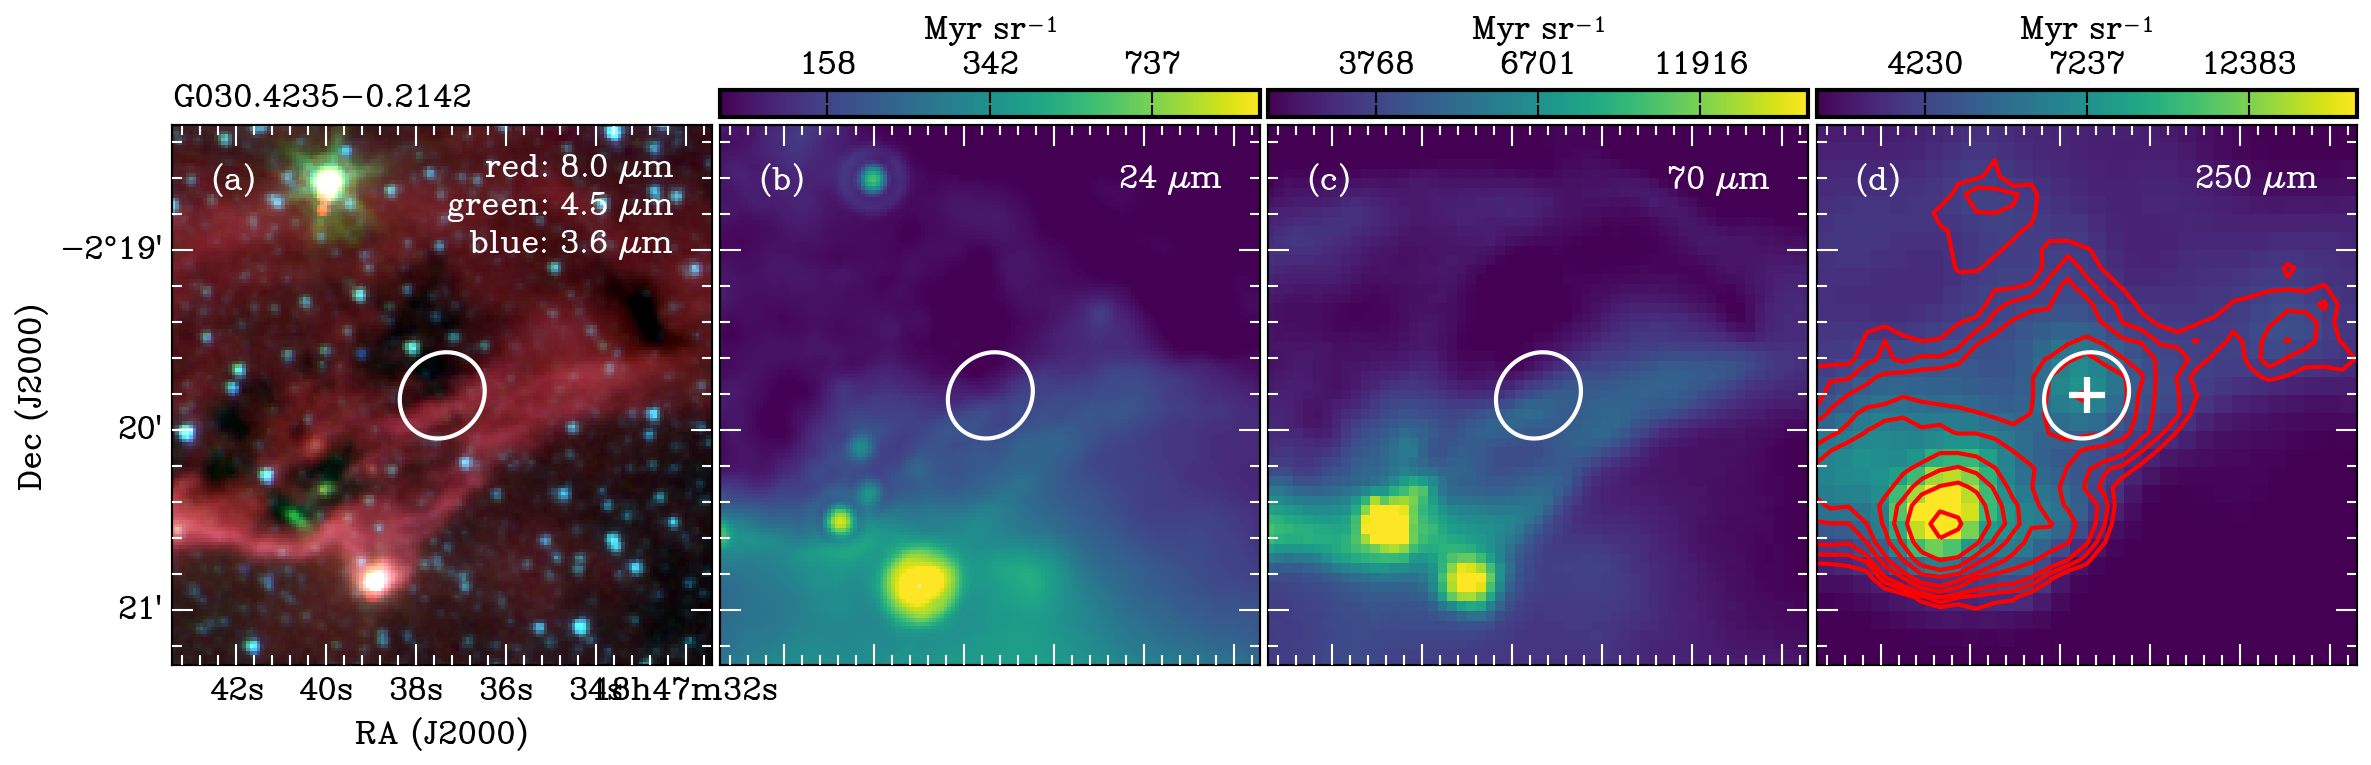 Myr sr⁻¹ Myr sr⁻¹ Myr sr⁻¹
158 342 737 3768 6701 11916 4230 7237 12383
G030.4235−0.2142
(a) red: 8.0 μm
green: 4.5 μm
blue: 3.6 μm
(b) 24 μm
(c) 70 μm
(d) 250 μm
−2°19'
20'
21'
Dec (J2000)
42s 40s 38s 36s 34s 18h47m32s
RA (J2000)